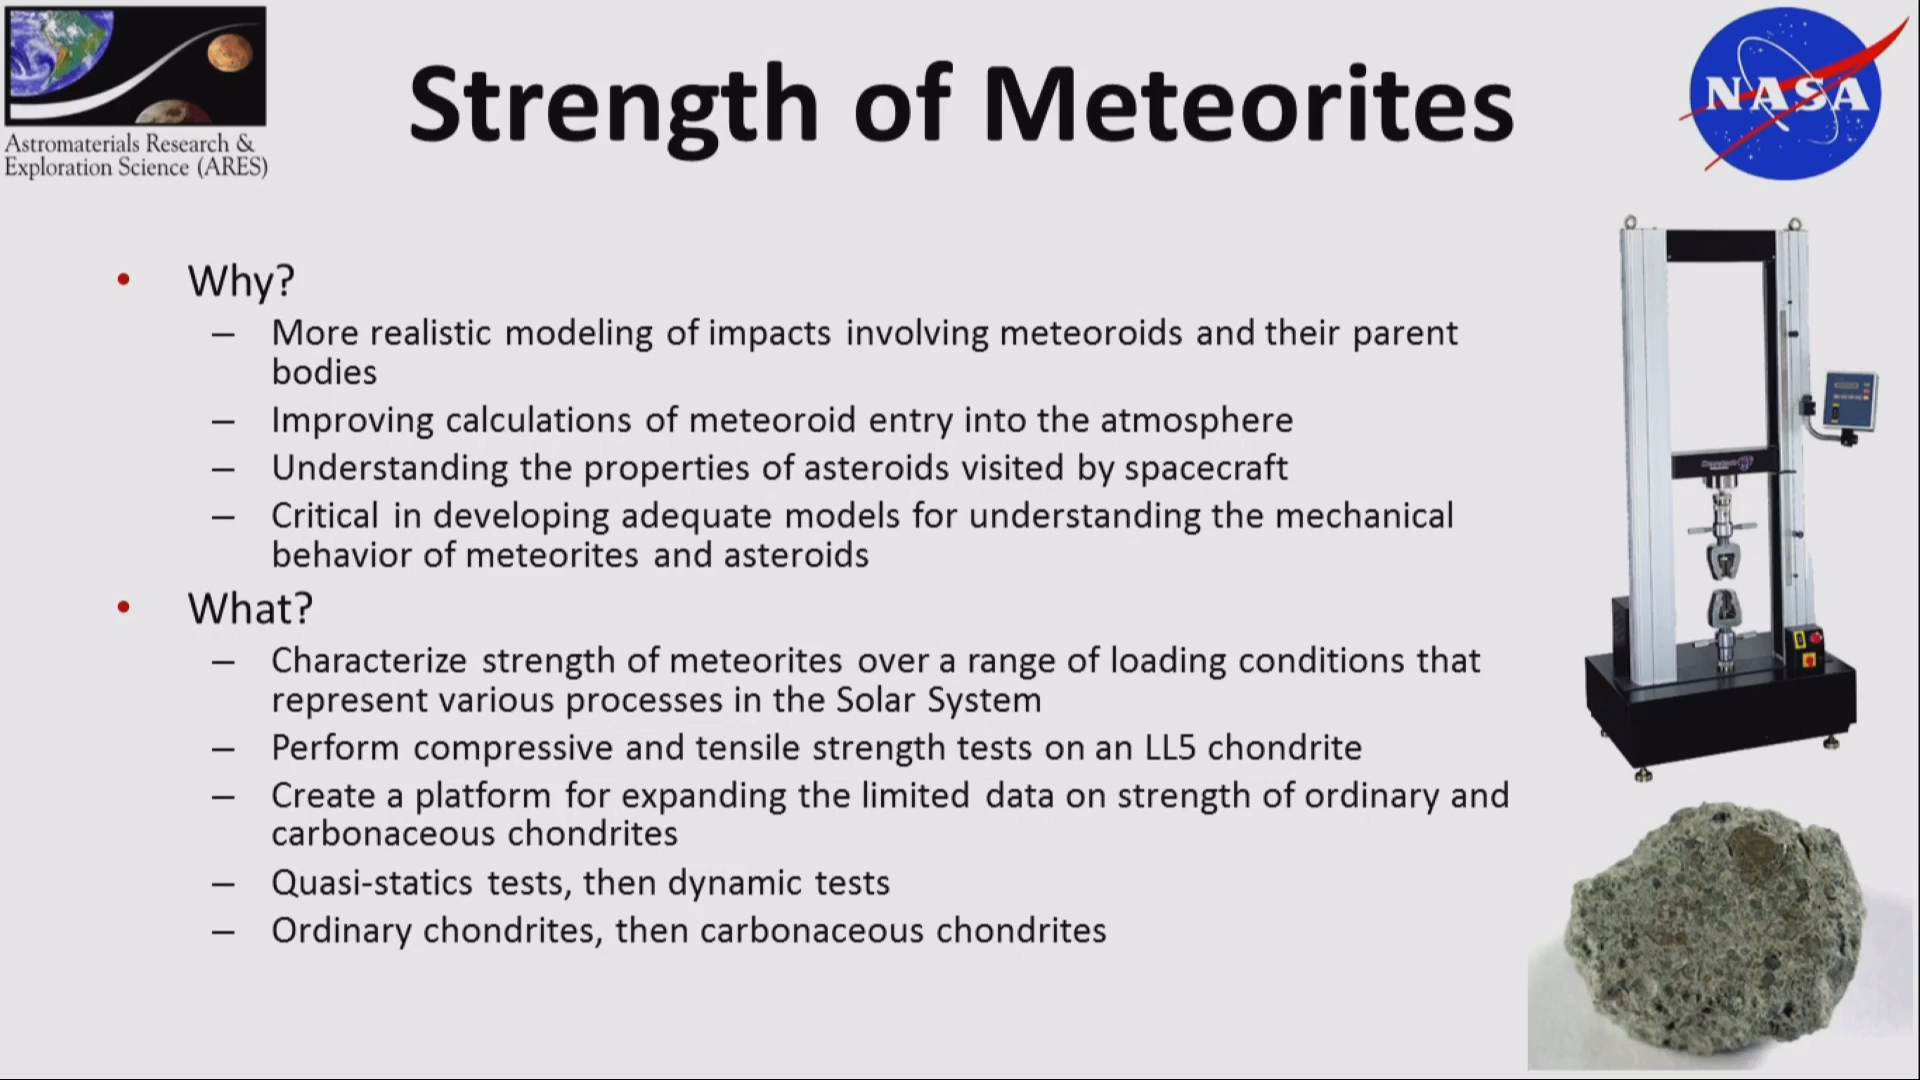 Astromaterials Research &
Exploration Science (ARES)
Strength of Meteorites
NASA
• Why?
– More realistic modeling of impacts involving meteoroids and their parent
bodies
– Improving calculations of meteoroid entry into the atmosphere
– Understanding the properties of asteroids visited by spacecraft
– Critical in developing adequate models for understanding the mechanical
behavior of meteorites and asteroids
• What?
– Characterize strength of meteorites over a range of loading conditions that
represent various processes in the Solar System
– Perform compressive and tensile strength tests on an LL5 chondrite
– Create a platform for expanding the limited data on strength of ordinary and
carbonaceous chondrites
– Quasi-statics tests, then dynamic tests
– Ordinary chondrites, then carbonaceous chondrites